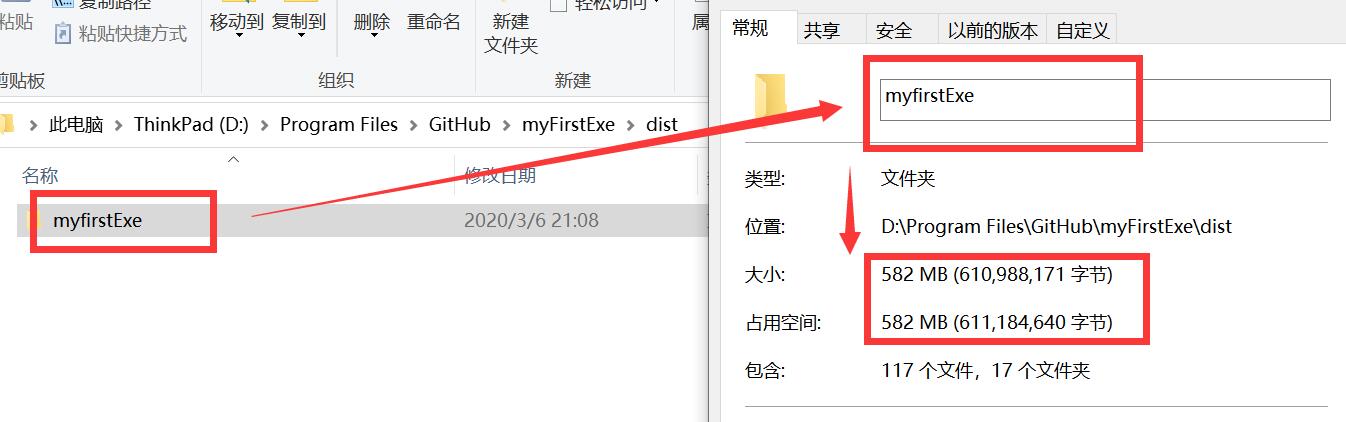 复制路径
粘贴
粘贴快捷方式
移动到 复制到
删除 重命名
新建
文件夹
轻松访问
剪贴板
组织
新建
此电脑 ThinkPad (D:) Program Files GitHub myFirstExe dist
名称
修改日期
myfirstExe
2020/3/6 21:08
常规
共享
安全
以前的版本
自定义
myfirstExe
类型:
文件夹
位置:
D:\Program Files\GitHub\myFirstExe\dist
大小:
582 MB (610,988,171 字节)
占用空间:
582 MB (611,184,640 字节)
包含:
117 个文件，17 个文件夹